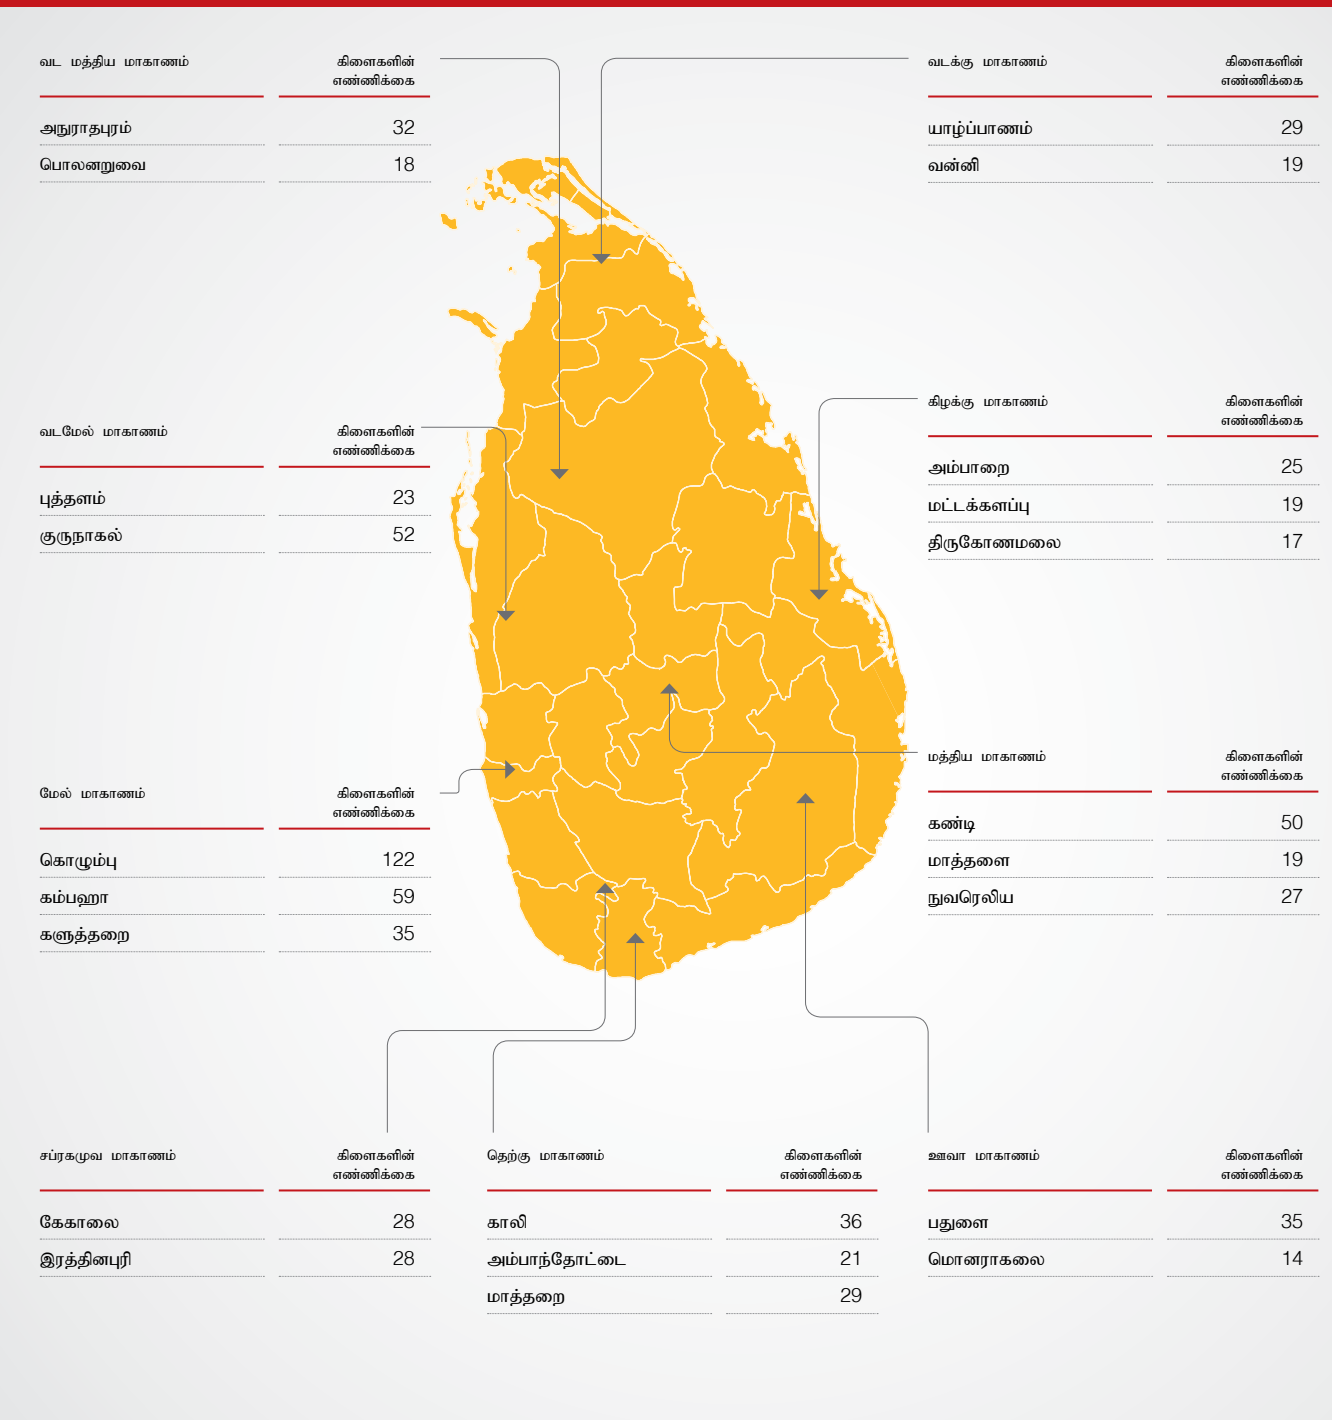 வட மத்திய மாகாணம் கிளைகளின்
எண்ணிக்கை
அநுராதபுரம் 32
பொலனறுவை 18
வடக்கு மாகாணம் கிளைகளின்
எண்ணிக்கை
யாழ்ப்பாணம் 29
வன்னி 19
வடமேல் மாகாணம் கிளைகளின்
எண்ணிக்கை
புத்தளம் 23
குருநாகல் 52
கிழக்கு மாகாணம் கிளைகளின்
எண்ணிக்கை
அம்பாறை 25
மட்டக்களப்பு 19
திருகோணமலை 17
மேல் மாகாணம் கிளைகளின்
எண்ணிக்கை
கொழும்பு 122
கம்பஹா 59
களுத்தறை 35
மத்திய மாகாணம் கிளைகளின்
எண்ணிக்கை
கண்டி 50
மாத்தளை 19
நுவரெலிய 27
சப்ரகமுவ மாகாணம் கிளைகளின்
எண்ணிக்கை
கேகாலை 28
இரத்தினபுரி 28
தெற்கு மாகாணம் கிளைகளின்
எண்ணிக்கை
காலி 36
அம்பாந்தோட்டை 21
மாத்தறை 29
ஊவா மாகாணம் கிளைகளின்
எண்ணிக்கை
பதுளை 35
மொனராகலை 14